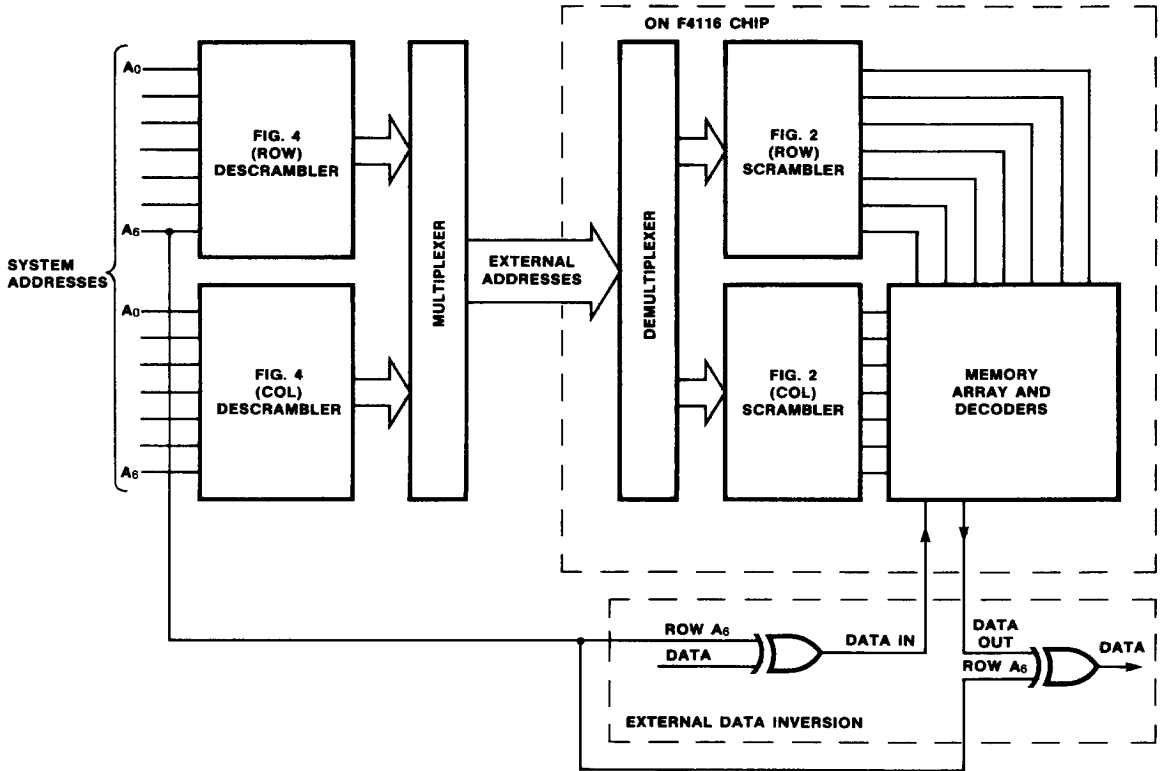 ON F4116 CHIP
A0
FIG. 4
(ROW)
DESCRAMBLER
A6
SYSTEM
ADDRESSES
A0
FIG. 4
(COL)
DESCRAMBLER
A6
MULTIPLEXER
EXTERNAL
ADDRESSES
DEMULTIPLEXER
FIG. 2
(ROW)
SCRAMBLER
FIG. 2
(COL)
SCRAMBLER
MEMORY
ARRAY AND
DECODERS
ROW A6
DATA
DATA IN
DATA
OUT
ROW A6
DATA
EXTERNAL DATA INVERSION